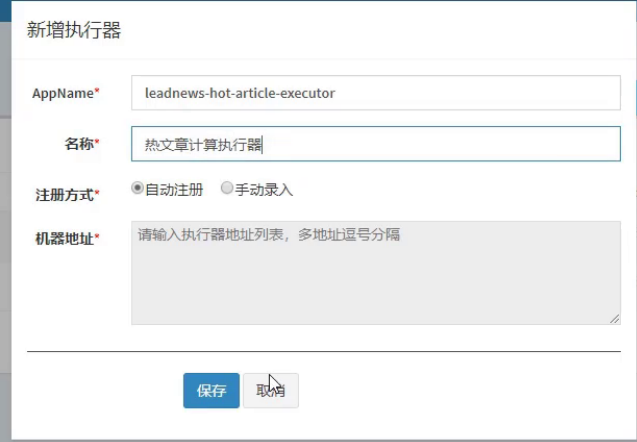 新增执行器
AppName* leadnews-hot-article-executor
名称* 热文章计算执行器
注册方式* 自动注册 手动录入
机器地址* 请输入执行器地址列表，多地址逗号分隔
保存 取消